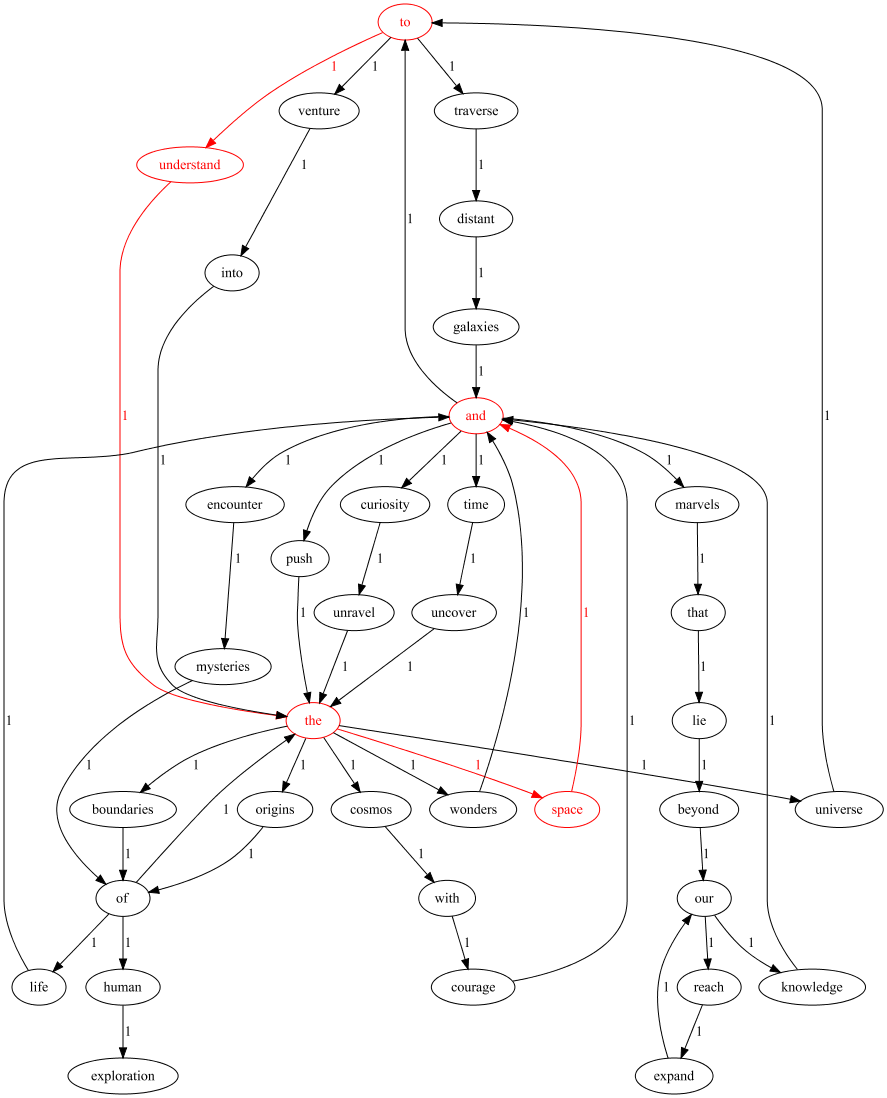 to
1 1 1
venture traverse
understand
1 1
distant
into 1
galaxies
1 1
1 1 1
and
1 1 1 1 1
encounter curiosity time marvels
push
1 1 1 1
unravel uncover that
1 1 1 1 1
mysteries
the lie
1 1 1 1
1 1 1 1 1 1 1
boundaries origins cosmos wonders space beyond universe
1 1 1 1 1
of with our
1 1 1 1 1
life human courage reach knowledge
1 1 1
exploration expand